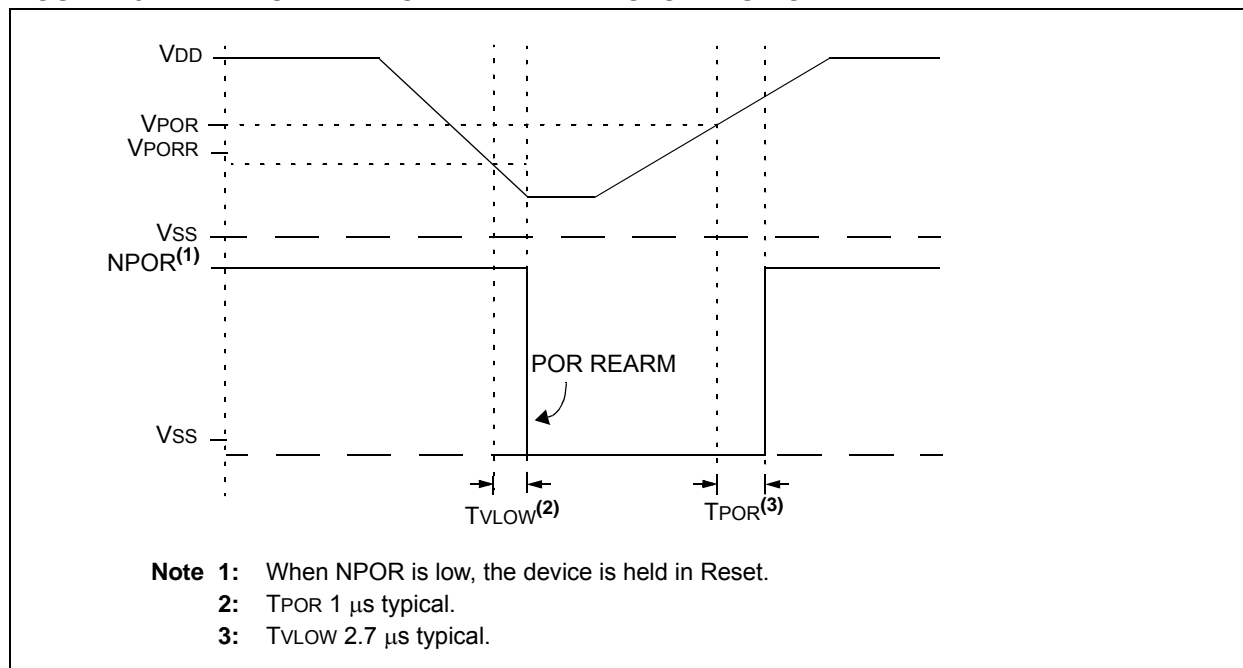 VDD
VPOR
VPORR
VSS
NPOR(1)
POR REARM
VSS
TVLOW(2)
TPOR(3)
Note 1: When NPOR is low, the device is held in Reset.
2: TPOR 1 μs typical.
3: TVLOW 2.7 μs typical.